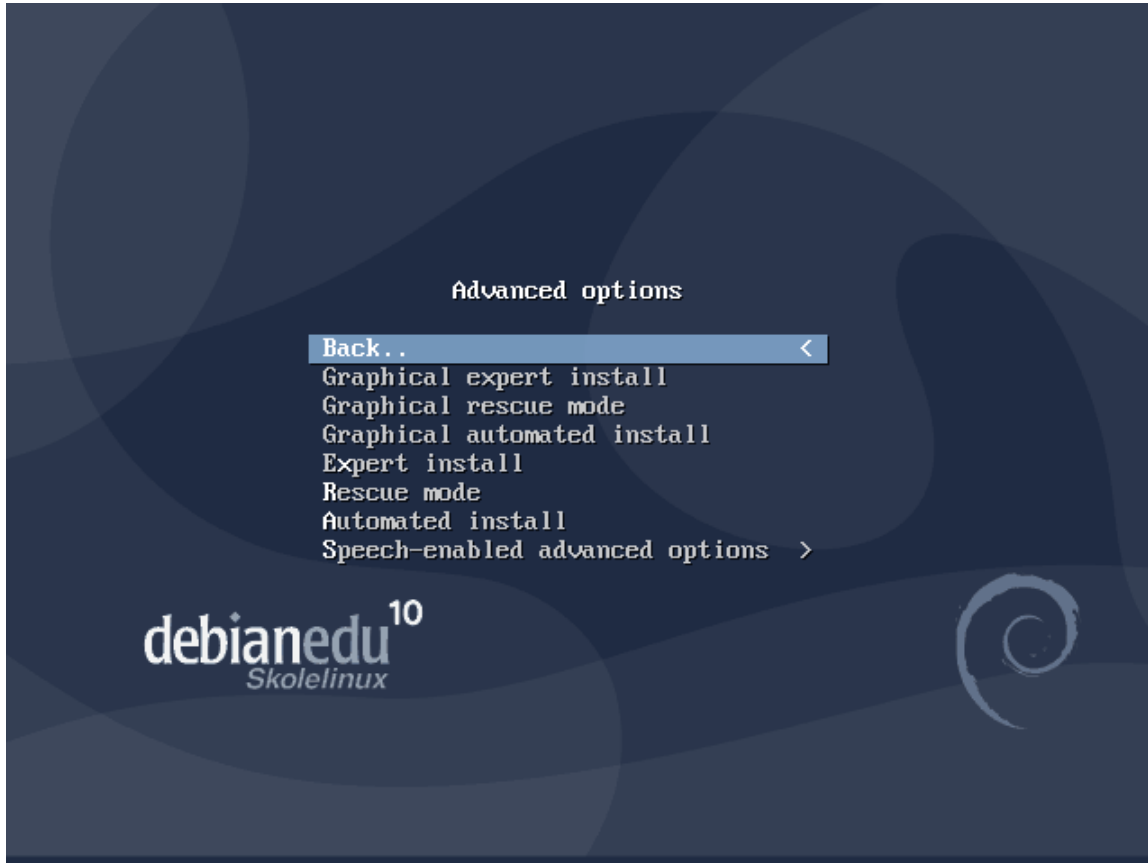 Advanced options
Back.. <
Graphical expert install
Graphical rescue mode
Graphical automated install
Expert install
Rescue mode
Automated install
Speech-enabled advanced options >
debianedu 10
Skolelinux